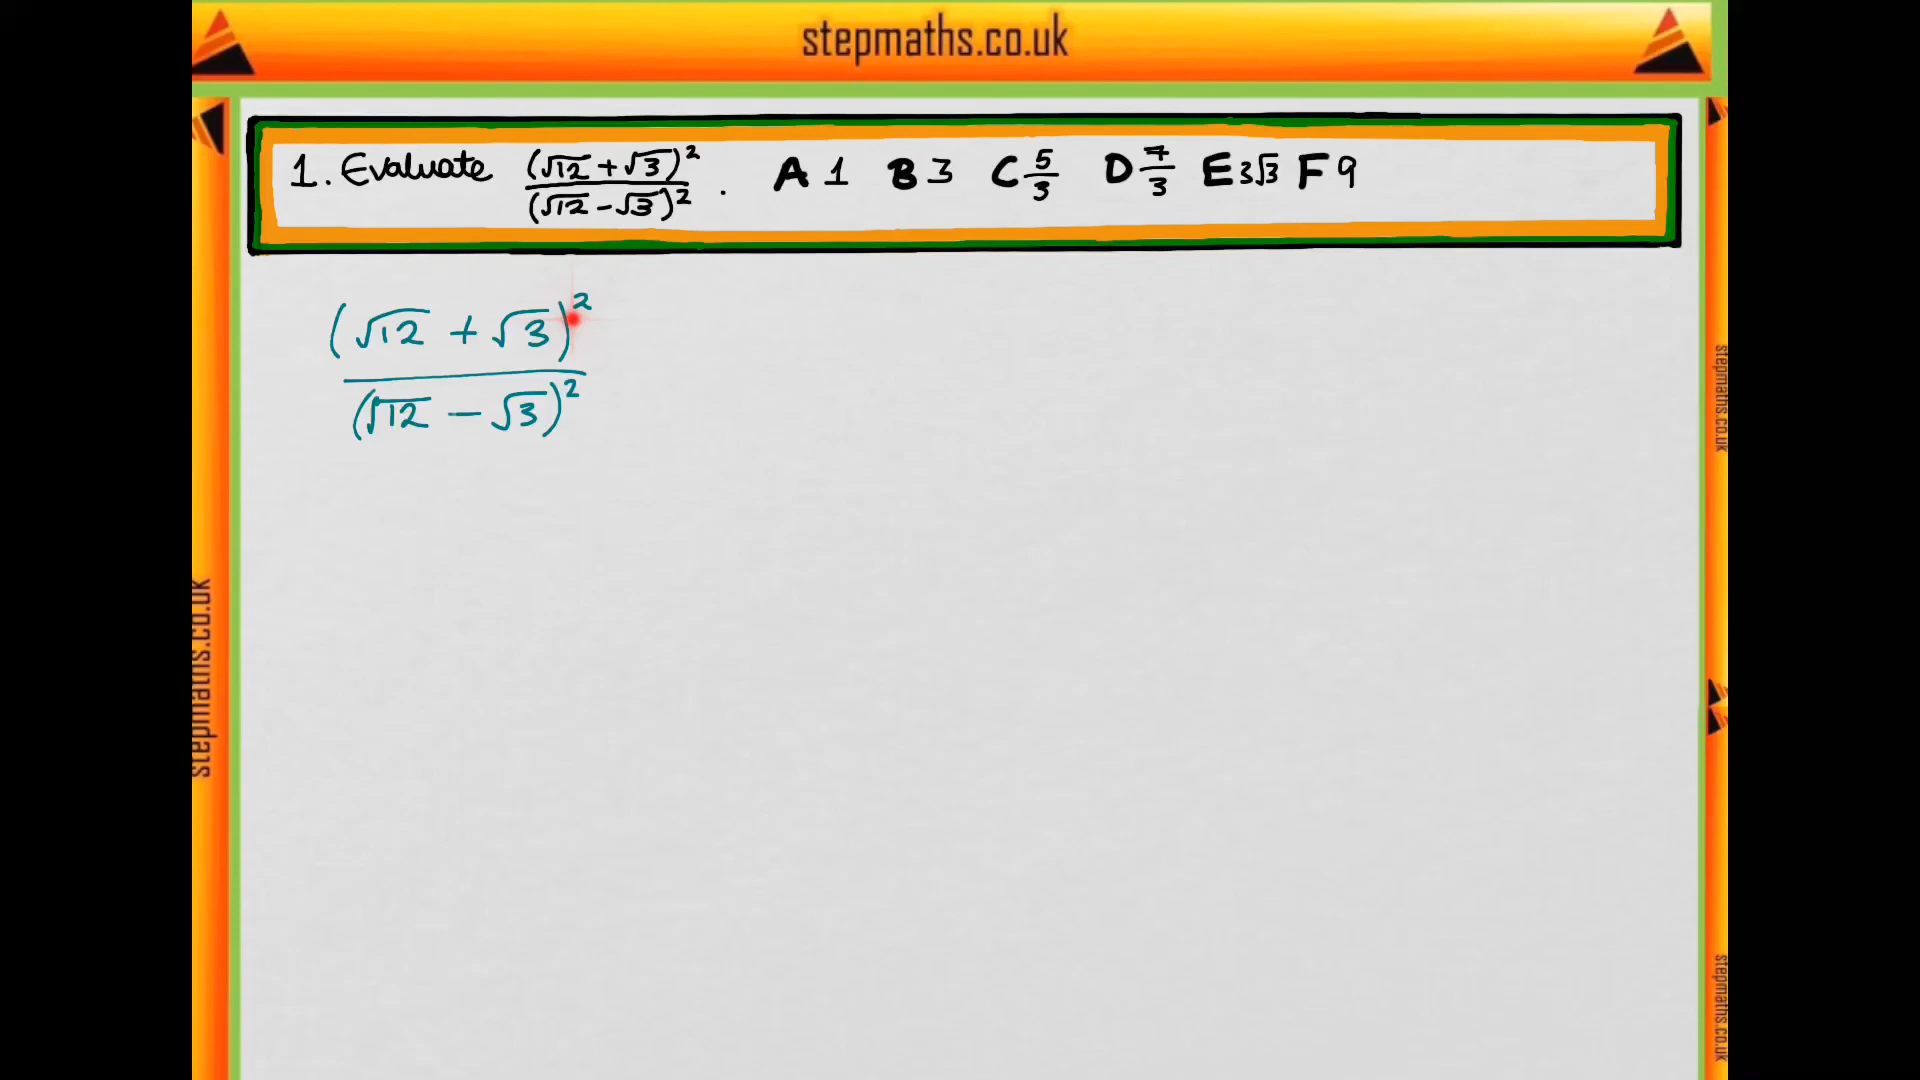 stepmaths.co.uk
1. Evaluate (√12 + √3)² / (√12 − √3)² . A 1 B 3 C 5/3 D 7/3 E 3√3 F 9
(√12 + √3)²
(√12 − √3)²
stepmaths.co.uk
stepmaths.co.uk
stepmaths.co.uk